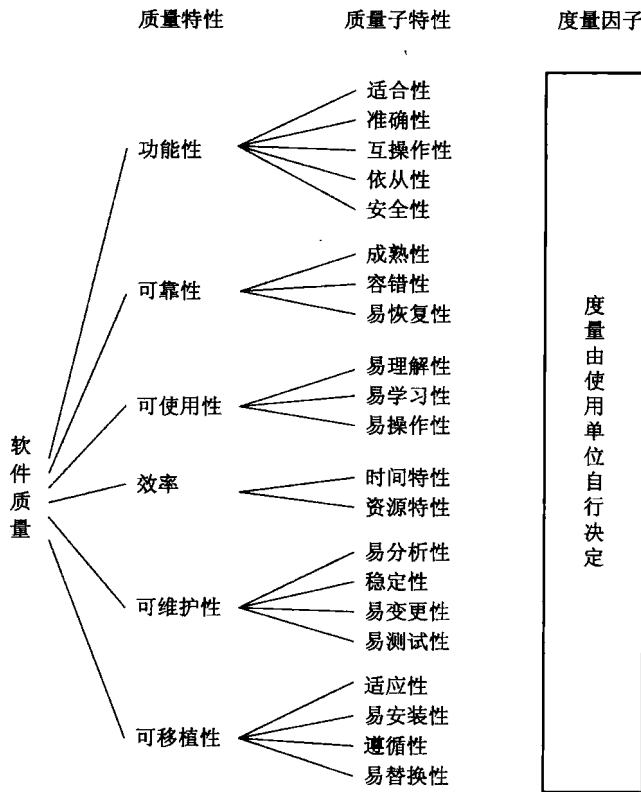 质量特性 质量子特性 度量因子
功能性
适合性
准确性
互操作性
依从性
安全性
可靠性
成熟性
容错性
易恢复性
可使用性
易理解性
易学习性
易操作性
效率
时间特性
资源特性
可维护性
易分析性
稳定性
易变更性
易测试性
可移植性
适应性
易安装性
遵循性
易替换性
软件质量
度量由使用单位自行决定